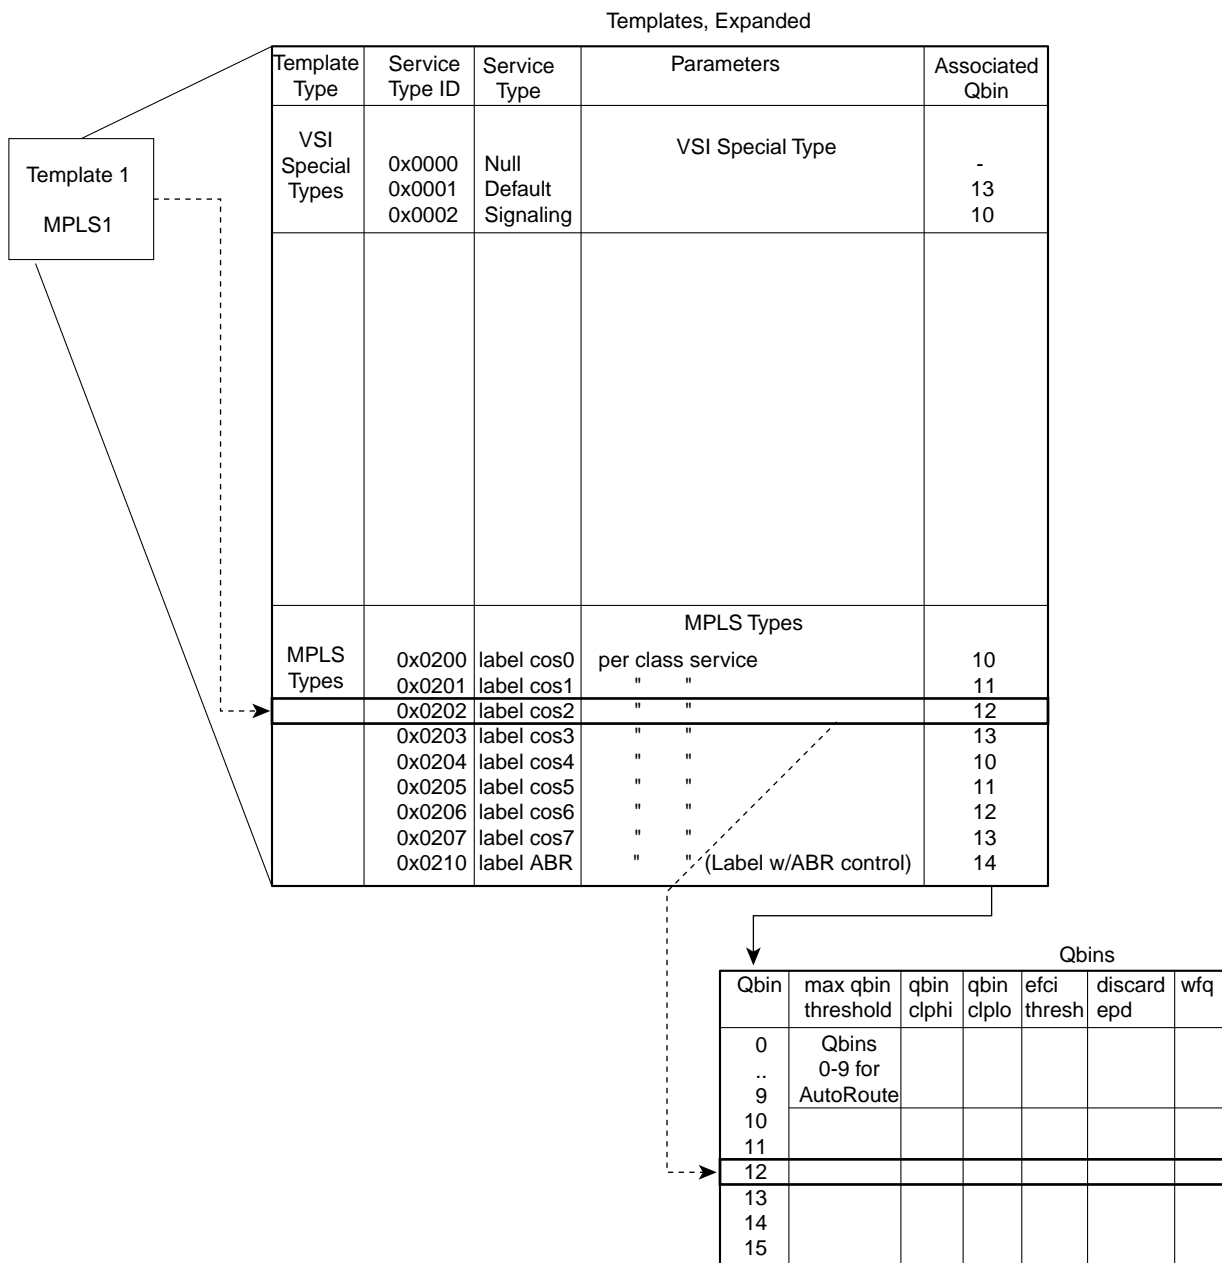 Templates, Expanded
Template Type
Service Type ID
Service Type
Parameters
Associated Qbin
Template 1
MPLS1
VSI Special Types
VSI Special Type
0x0000 Null -
0x0001 Default 13
0x0002 Signaling 10
MPLS Types
MPLS Types
0x0200 label cos0 per class service 10
0x0201 label cos1 " " 11
0x0202 label cos2 " " 12
0x0203 label cos3 " " 13
0x0204 label cos4 " " 10
0x0205 label cos5 " " 11
0x0206 label cos6 " " 12
0x0207 label cos7 " " 13
0x0210 label ABR " " (Label w/ABR control) 14
Qbins
Qbin
max qbin threshold
qbin clphi
qbin clplo
efci thresh
discard epd
wfq
0 Qbins
.. 0-9 for
9 AutoRoute
10
11
12
13
14
15